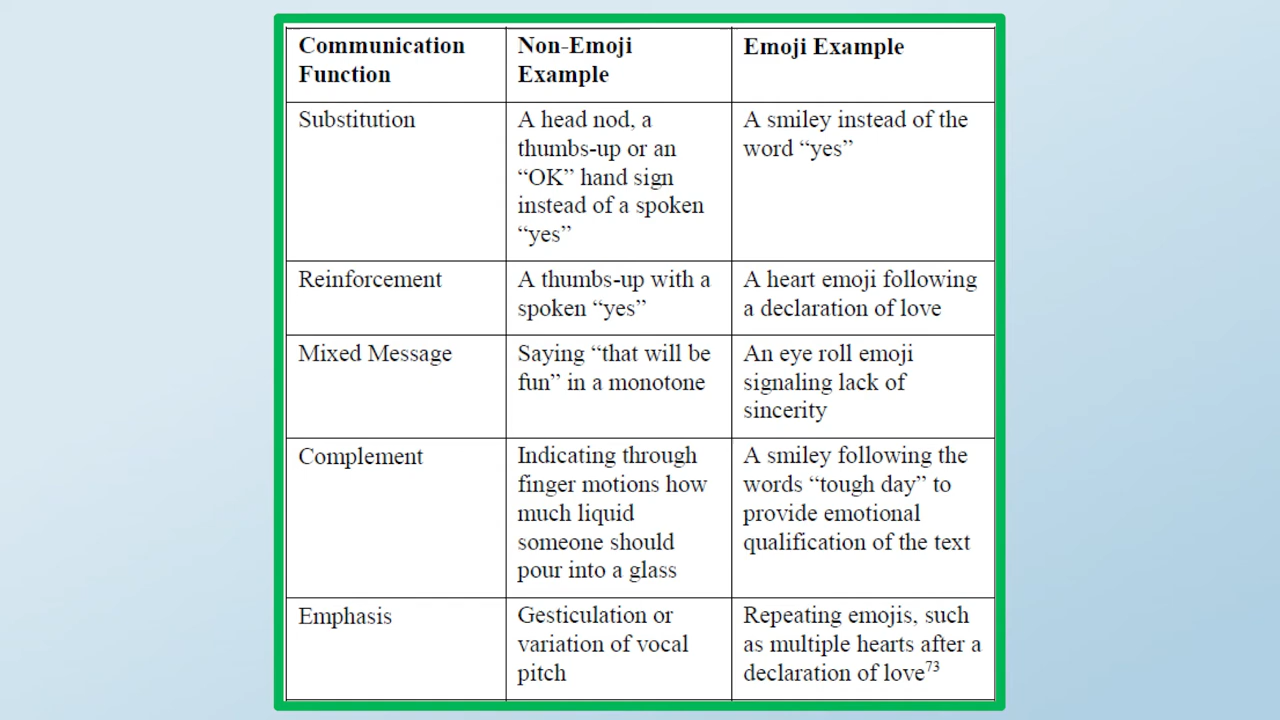 Communication Function
Non-Emoji Example
Emoji Example
Substitution
A head nod, a
thumbs-up or an
“OK” hand sign
instead of a spoken
“yes”
A smiley instead of the
word “yes”
Reinforcement
A thumbs-up with a
spoken “yes”
A heart emoji following
a declaration of love
Mixed Message
Saying “that will be
fun” in a monotone
An eye roll emoji
signaling lack of
sincerity
Complement
Indicating through
finger motions how
much liquid
someone should
pour into a glass
A smiley following the
words “tough day” to
provide emotional
qualification of the text
Emphasis
Gesticulation or
variation of vocal
pitch
Repeating emojis, such
as multiple hearts after a
declaration of love73